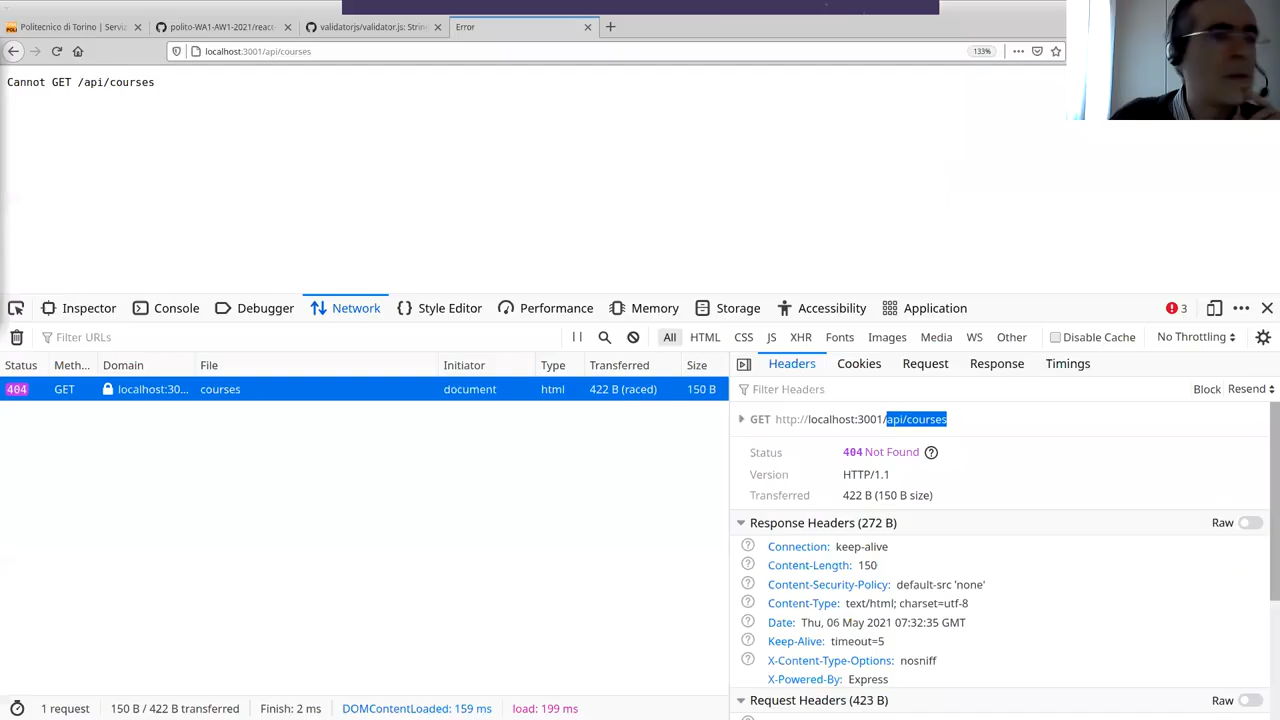 Politecnico di Torino | Servi
polito-WA1-AW1-2021/reac
validatorjs/validator.js: Strin
Error
localhost:3001/api/courses
133%
Cannot GET /api/courses
Inspector
Console
Debugger
Network
Style Editor
Performance
Memory
Storage
Accessibility
Application
3
Filter URLs
All
HTML
CSS
JS
XHR
Fonts
Images
Media
WS
Other
Disable Cache
No Throttling
Status
Meth...
Domain
File
Initiator
Type
Transferred
Size
404
GET
localhost:30...
courses
document
html
422 B (raced)
150 B
Headers
Cookies
Request
Response
Timings
Filter Headers
Block
Resend
GET http://localhost:3001/api/courses
Status 404 Not Found
Version HTTP/1.1
Transferred 422 B (150 B size)
Response Headers (272 B)
Raw
Connection: keep-alive
Content-Length: 150
Content-Security-Policy: default-src 'none'
Content-Type: text/html; charset=utf-8
Date: Thu, 06 May 2021 07:32:35 GMT
Keep-Alive: timeout=5
X-Content-Type-Options: nosniff
X-Powered-By: Express
Request Headers (423 B)
Raw
1 request
150 B / 422 B transferred
Finish: 2 ms
DOMContentLoaded: 159 ms
load: 199 ms